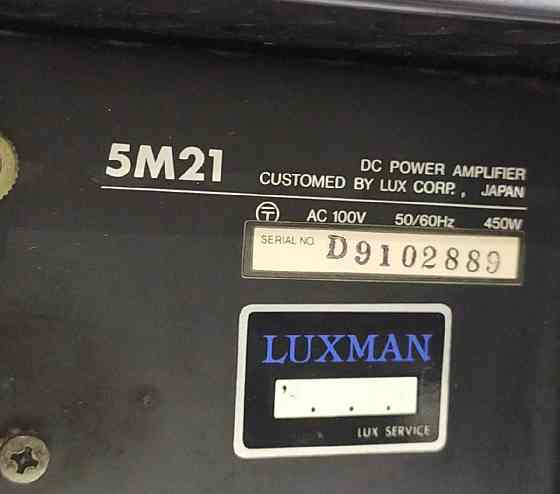 5M21
DC POWER AMPLIFIER
CUSTOMED BY LUX CORP., JAPAN
Ⓣ AC 100V 50/60Hz 450W
SERIAL NO. D9102889
LUXMAN
LUX SERVICE